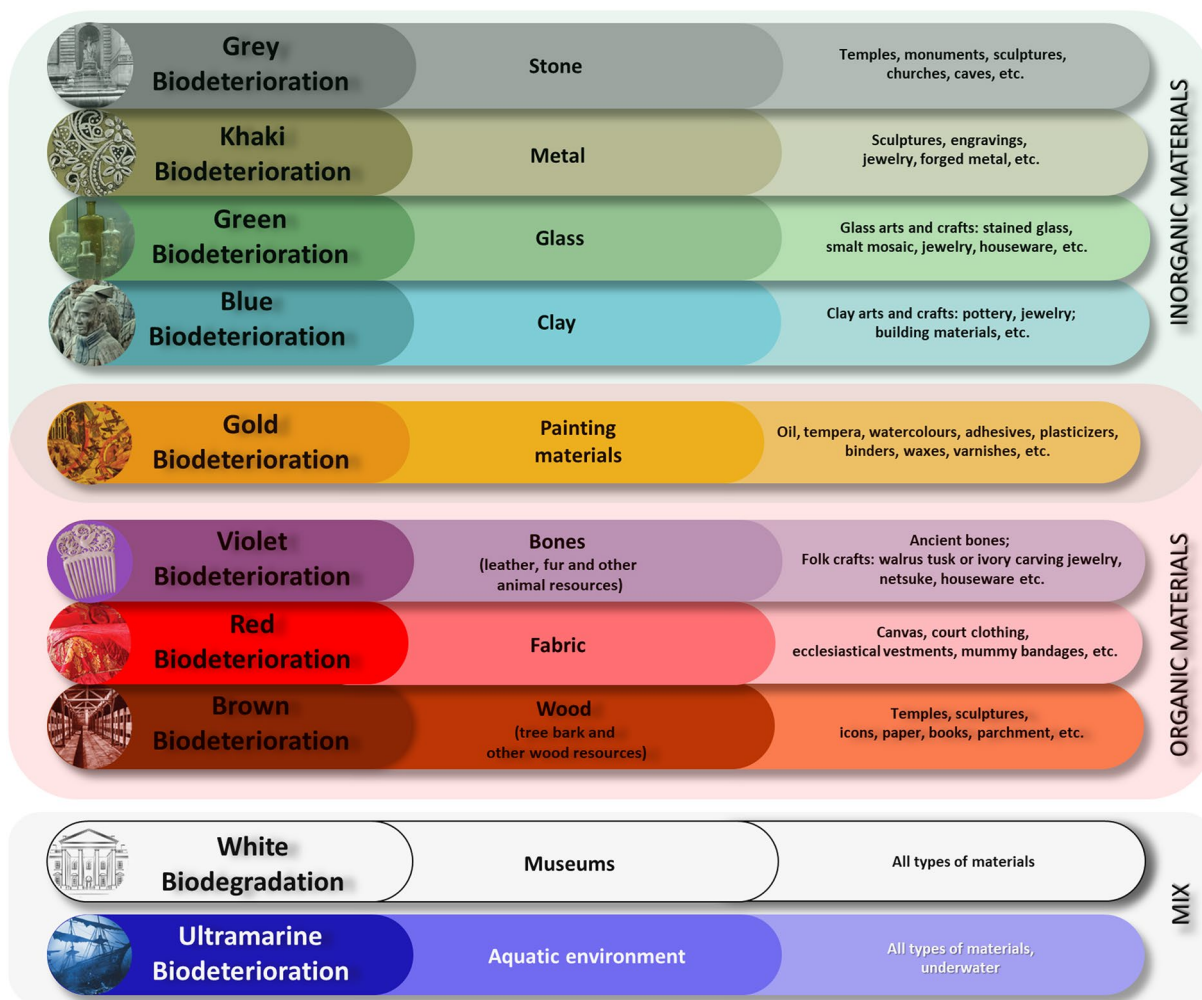 Grey
Biodeterioration
Stone
Temples, monuments, sculptures,
churches, caves, etc.
Khaki
Biodeterioration
Metal
Sculptures, engravings,
jewelry, forged metal, etc.
Green
Biodeterioration
Glass
Glass arts and crafts: stained glass,
smalt mosaic, jewelry, houseware, etc.
Blue
Biodeterioration
Clay
Clay arts and crafts: pottery, jewelry;
building materials, etc.
INORGANIC MATERIALS
Gold
Biodeterioration
Painting
materials
Oil, tempera, watercolours, adhesives, plasticizers,
binders, waxes, varnishes, etc.
Violet
Biodeterioration
Bones
(leather, fur and other
animal resources)
Ancient bones;
Folk crafts: walrus tusk or ivory carving jewelry,
netsuke, houseware etc.
Red
Biodeterioration
Fabric
Canvas, court clothing,
ecclesiastical vestments, mummy bandages, etc.
Brown
Biodeterioration
Wood
(tree bark and
other wood resources)
Temples, sculptures,
icons, paper, books, parchment, etc.
ORGANIC MATERIALS
White
Biodegradation
Museums
All types of materials
Ultramarine
Biodeterioration
Aquatic environment
All types of materials,
underwater
MIX